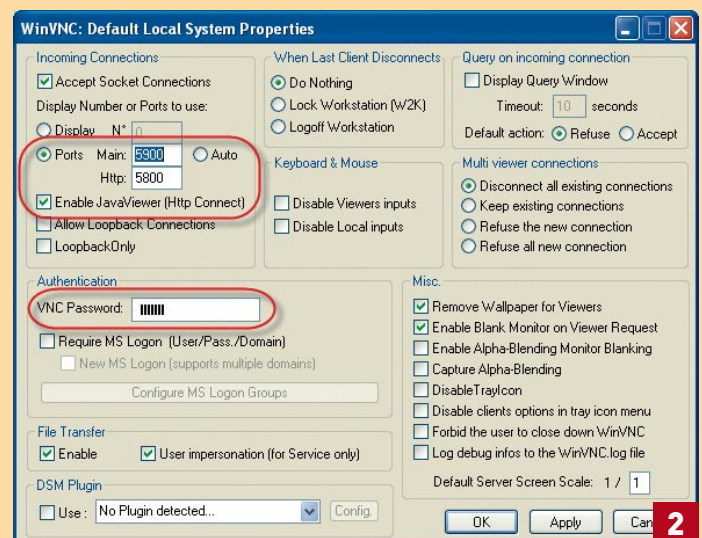 WinVNC: Default Local System Properties
Incoming Connections
Accept Socket Connections
Display Number or Ports to use:
Display N° 0
Ports Main: 5900 Auto
Http: 5800
Enable JavaViewer (Http Connect)
Allow Loopback Connections
LoopbackOnly
When Last Client Disconnects
Do Nothing
Lock Workstation (W2K)
Logoff Workstation
Query on incoming connection
Display Query Window
Timeout: 10 seconds
Default action: Refuse Accept
Keyboard & Mouse
Disable Viewers inputs
Disable Local inputs
Multi viewer connections
Disconnect all existing connections
Keep existing connections
Refuse the new connection
Refuse all new connection
Authentication
VNC Password:
Require MS Logon (User/Pass./Domain)
New MS Logon (supports multiple domains)
Configure MS Logon Groups
Misc.
Remove Wallpaper for Viewers
Enable Blank Monitor on Viewer Request
Enable Alpha-Blending Monitor Blanking
Capture Alpha-Blending
DisableTrayIcon
Disable clients options in tray icon menu
Forbid the user to close down WinVNC
Log debug infos to the WinVNC.log file
Default Server Screen Scale: 1 / 1
File Transfer
Enable User impersonation (for Service only)
DSM Plugin
Use : No Plugin detected... Config.
OK Apply Can
2